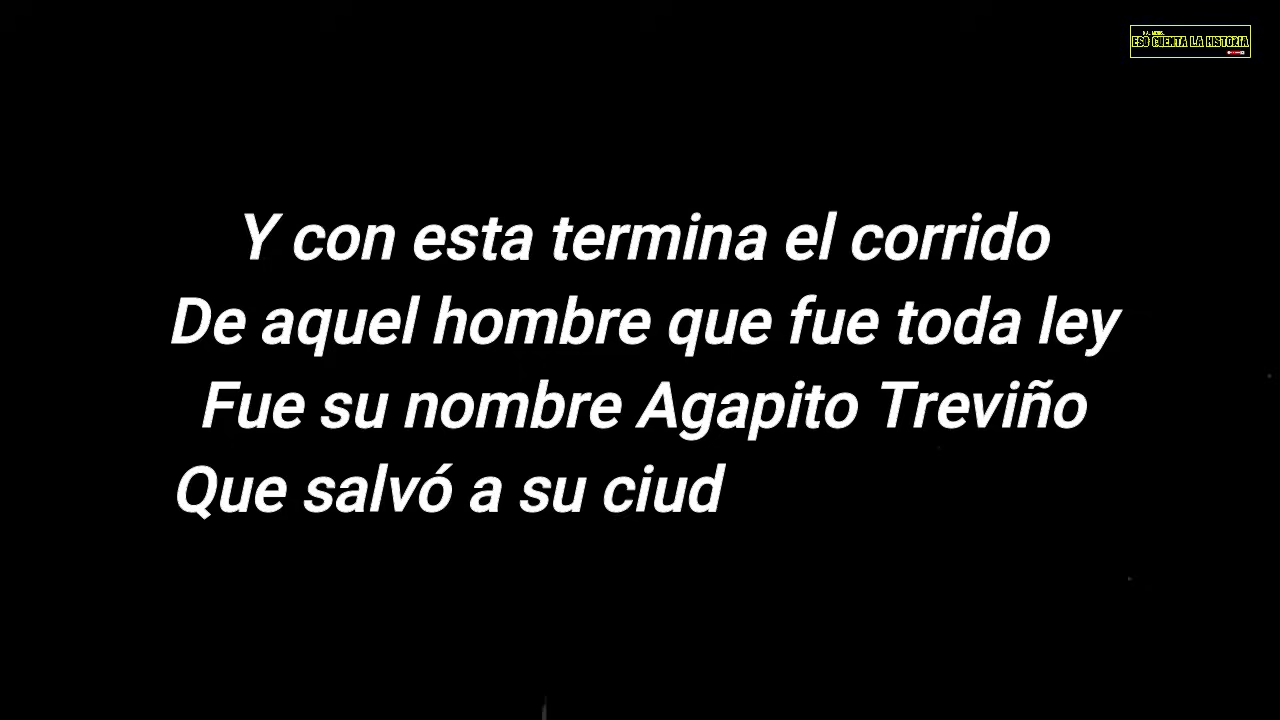 ESO CUENTA LA HISTORIA
Y con esta termina el corrido
De aquel hombre que fue toda ley
Fue su nombre Agapito Treviño
Que salvó a su ciud